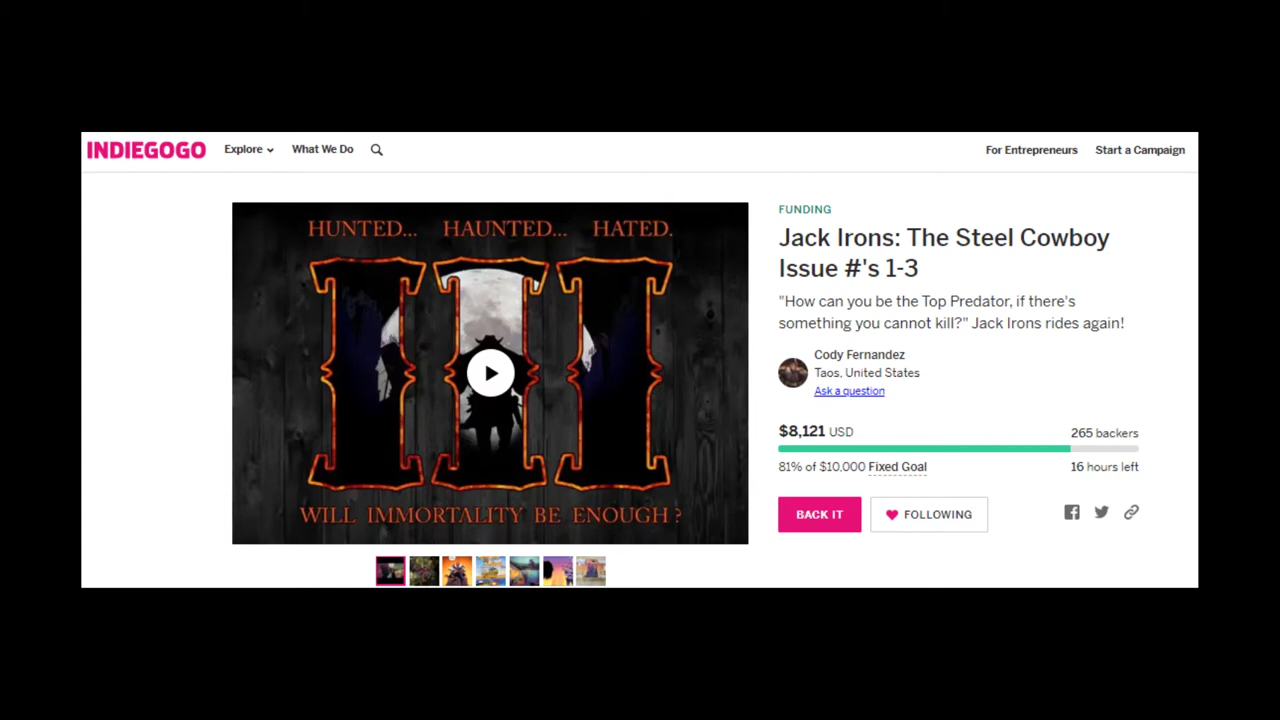 INDIEGOGO Explore What We Do For Entrepreneurs Start a Campaign
HUNTED... HAUNTED... HATED.
III
WILL IMMORTALITY BE ENOUGH?
FUNDING
Jack Irons: The Steel Cowboy
Issue #'s 1-3
"How can you be the Top Predator, if there's
something you cannot kill?" Jack Irons rides again!
Cody Fernandez
Taos, United States
Ask a question
$8,121 USD 265 backers
81% of $10,000 Fixed Goal 16 hours left
BACK IT FOLLOWING